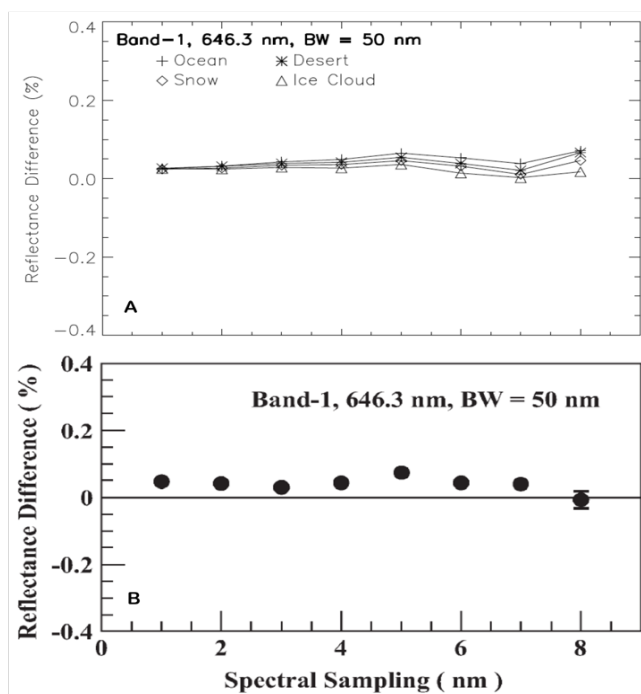 Band-1, 646.3 nm, BW = 50 nm
Ocean Desert
Snow Ice Cloud
0.4
0.2
0.0
−0.2
−0.4
Reflectance Difference (%)
A
Band-1, 646.3 nm, BW = 50 nm
0.4
0.2
0
-0.2
-0.4
Reflectance Difference ( % )
B
0 2 4 6 8
Spectral Sampling ( nm )